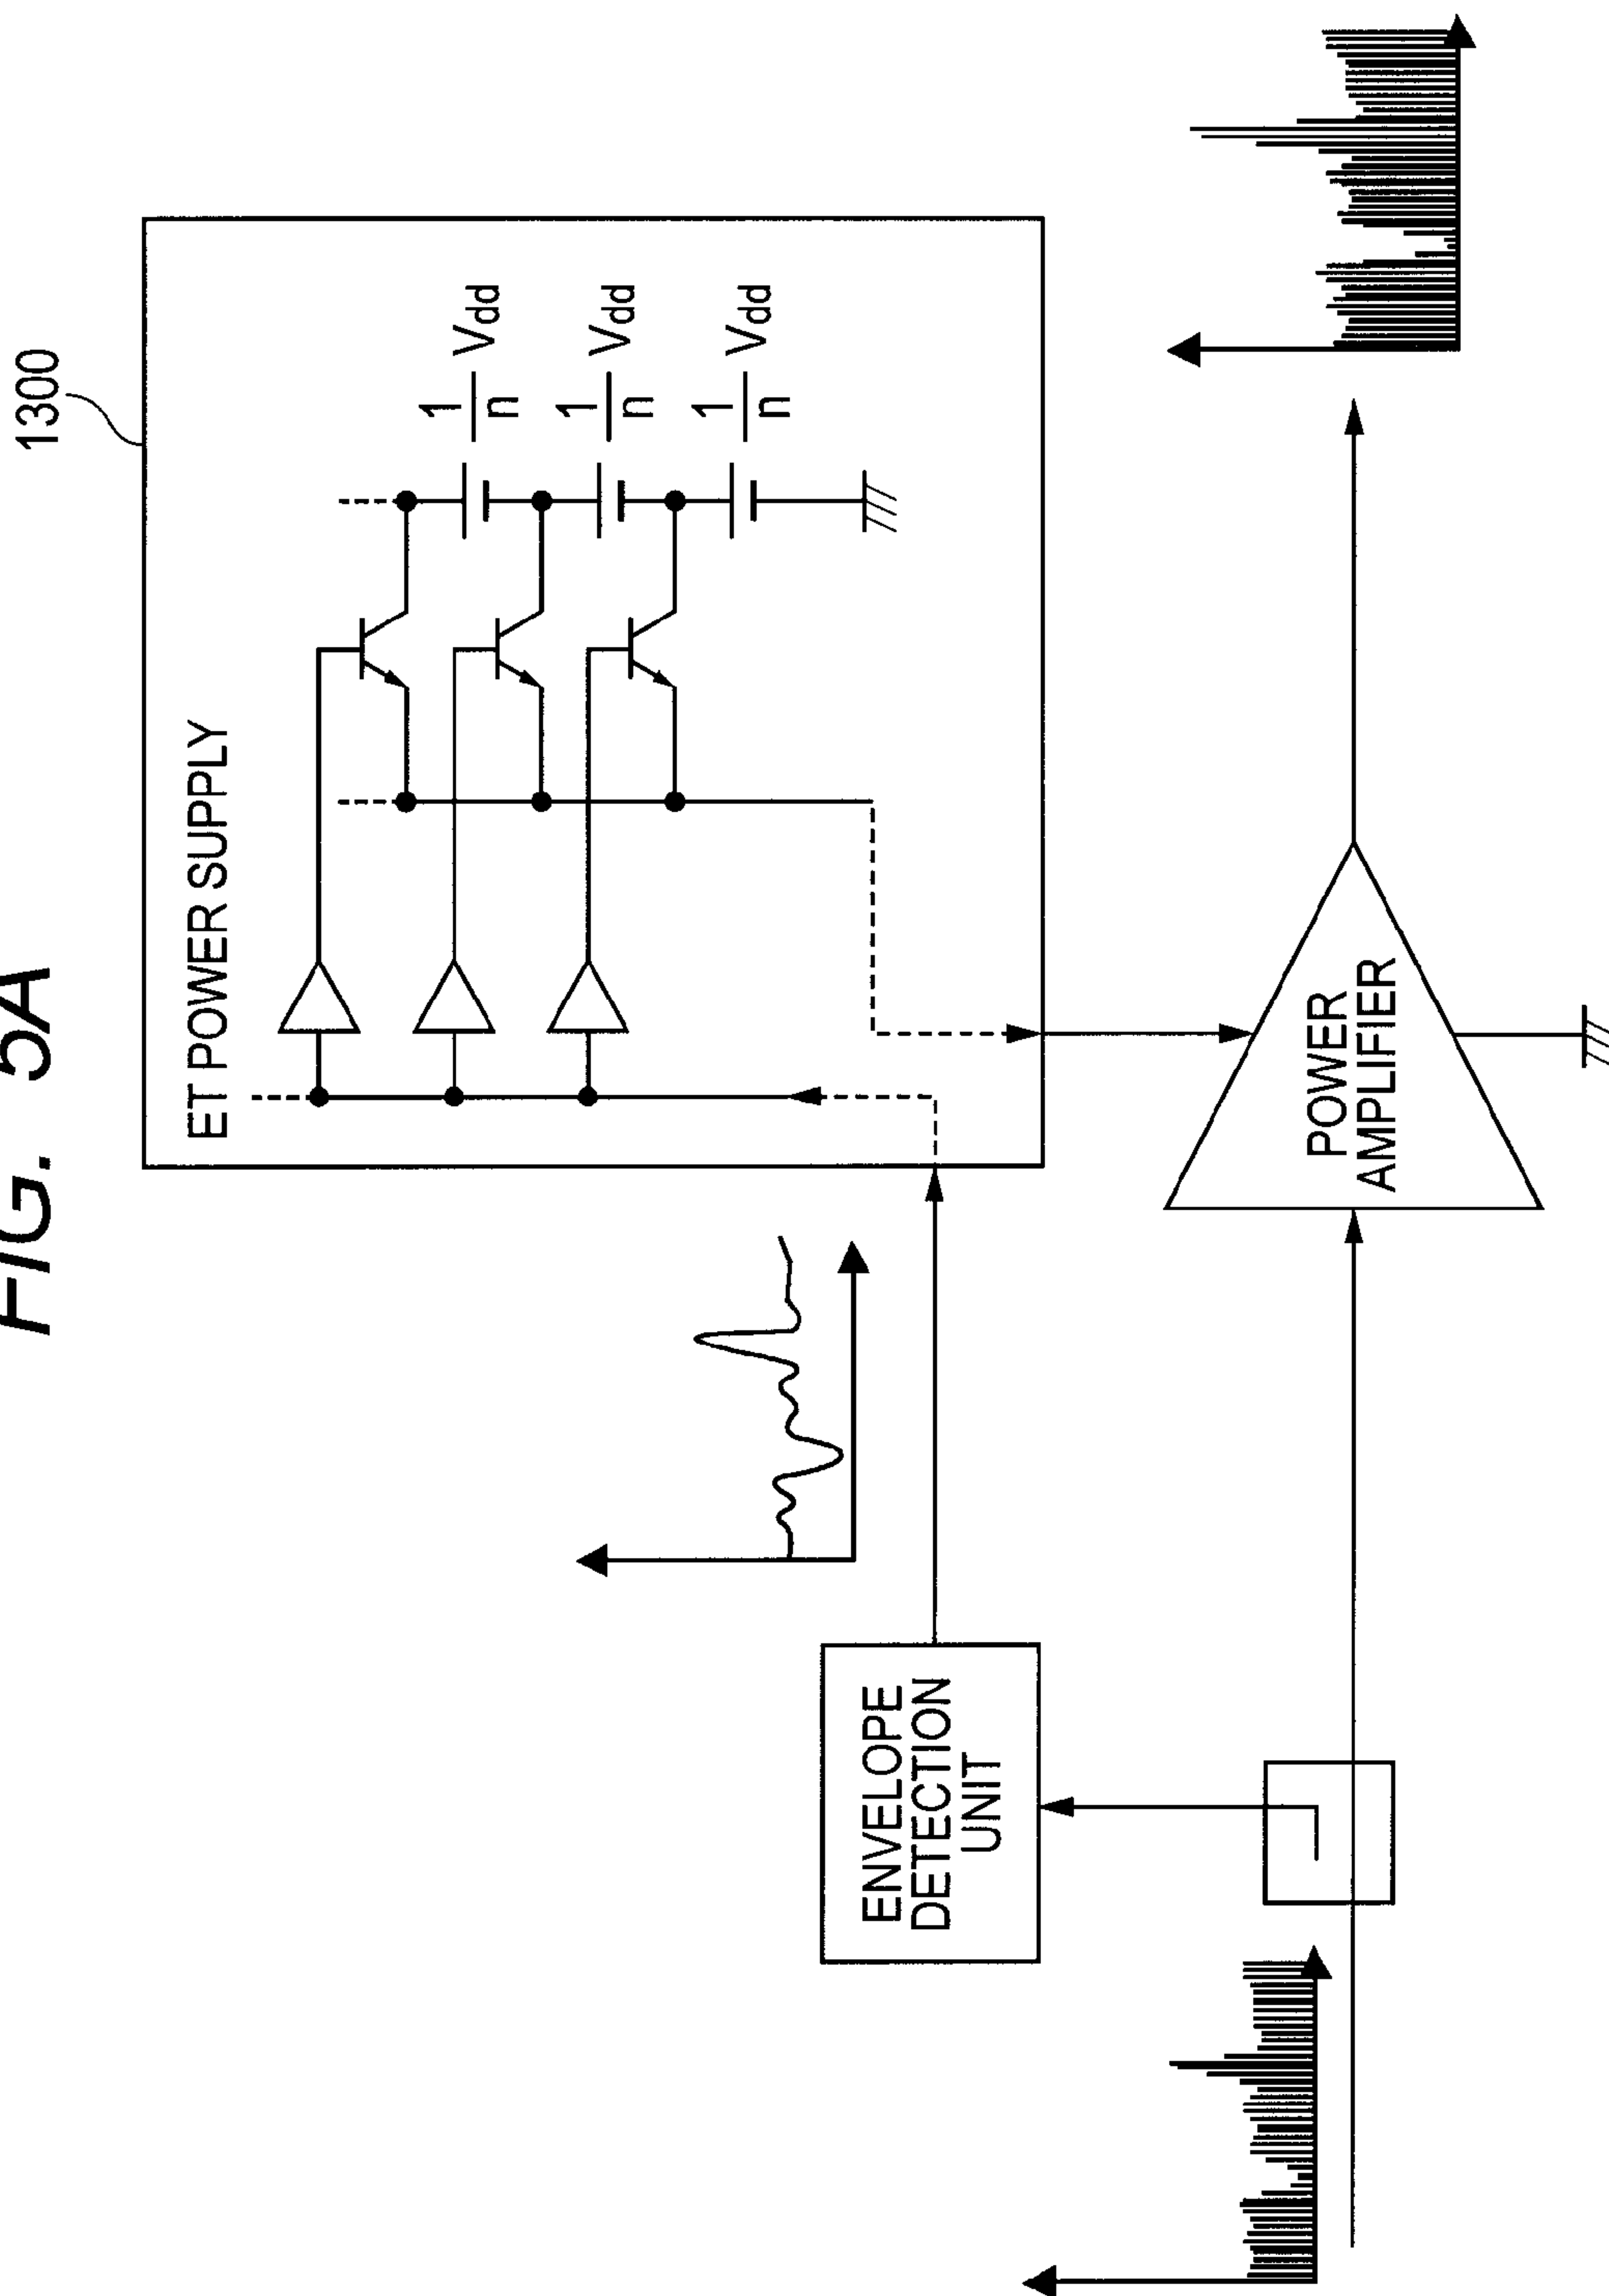 FIG. 5A
1300
ET POWER SUPPLY
1
n
Vdd
1
n
Vdd
1
n
Vdd
ENVELOPE
DETECTION
UNIT
POWER
AMPLIFIER